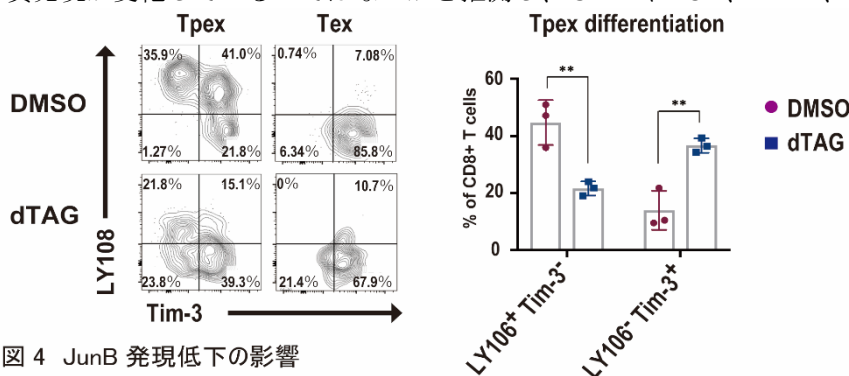 Tpex Tex
DMSO
35.9% 41.0%
1.27% 21.8%
0.74% 7.08%
6.34% 85.8%
dTAG
21.8% 15.1%
23.8% 39.3%
0% 10.7%
21.4% 67.9%
LY108
Tim-3
図 4 JunB 発現低下の影響
Tpex differentiation
% of CD8+ T cells
60
40
20
0
** **
LY106+ Tim-3-
LY106- Tim-3+
DMSO
dTAG